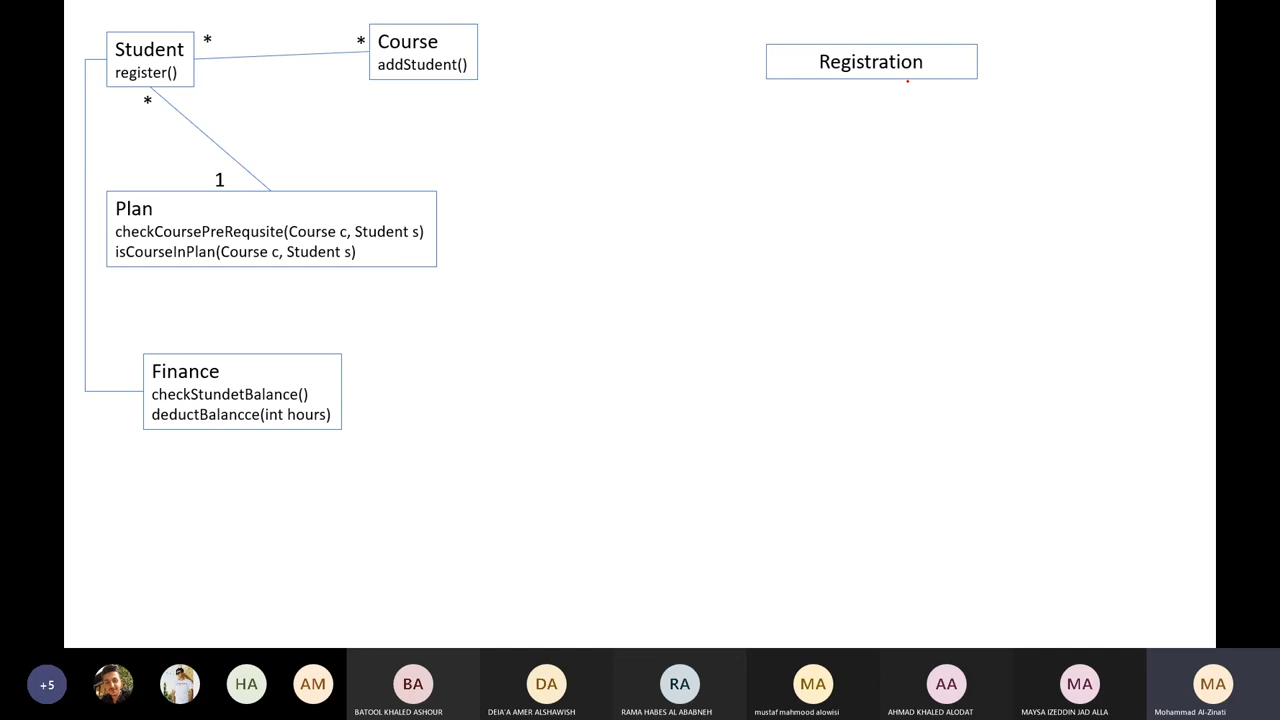 Student
register()
*
*
Course
addStudent()
Registration
*
1
Plan
checkCoursePreRequsite(Course c, Student s)
isCourseInPlan(Course c, Student s)
Finance
checkStundetBalance()
deductBalancce(int hours)
+5
HA
AM
BA
DA
RA
MA
AA
MA
MA
BATOOL KHALED ASHOUR
DEIA'A AMER ALSHAWISH
RAMA HABES AL ABABNEH
mustaf mahmood alowisi
AHMAD KHALED ALODAT
MAYSA IZEDDIN JAD ALLA
Mohammad Al-Zinati